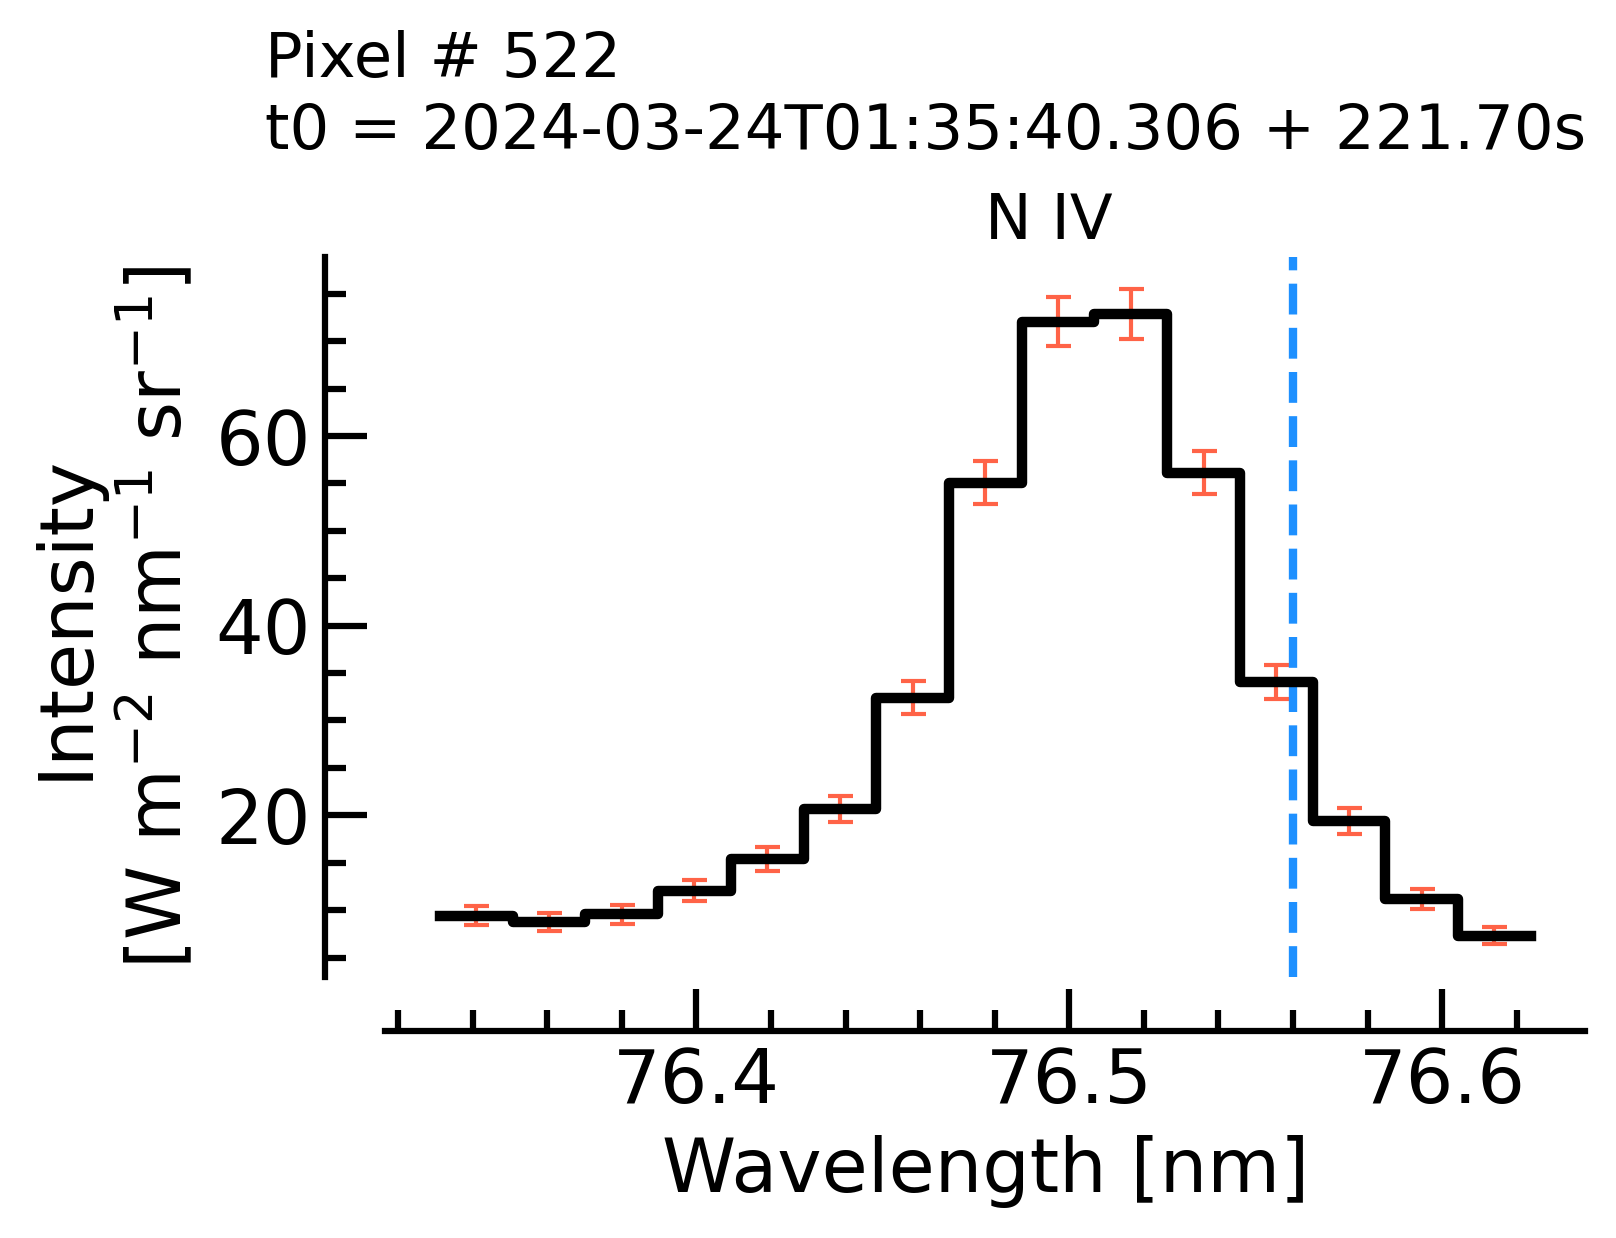 Pixel # 522
t0 = 2024-03-24T01:35:40.306 + 221.70s
N IV
Intensity
[W m⁻² nm⁻¹ sr⁻¹]
60
40
20
76.4 76.5 76.6
Wavelength [nm]